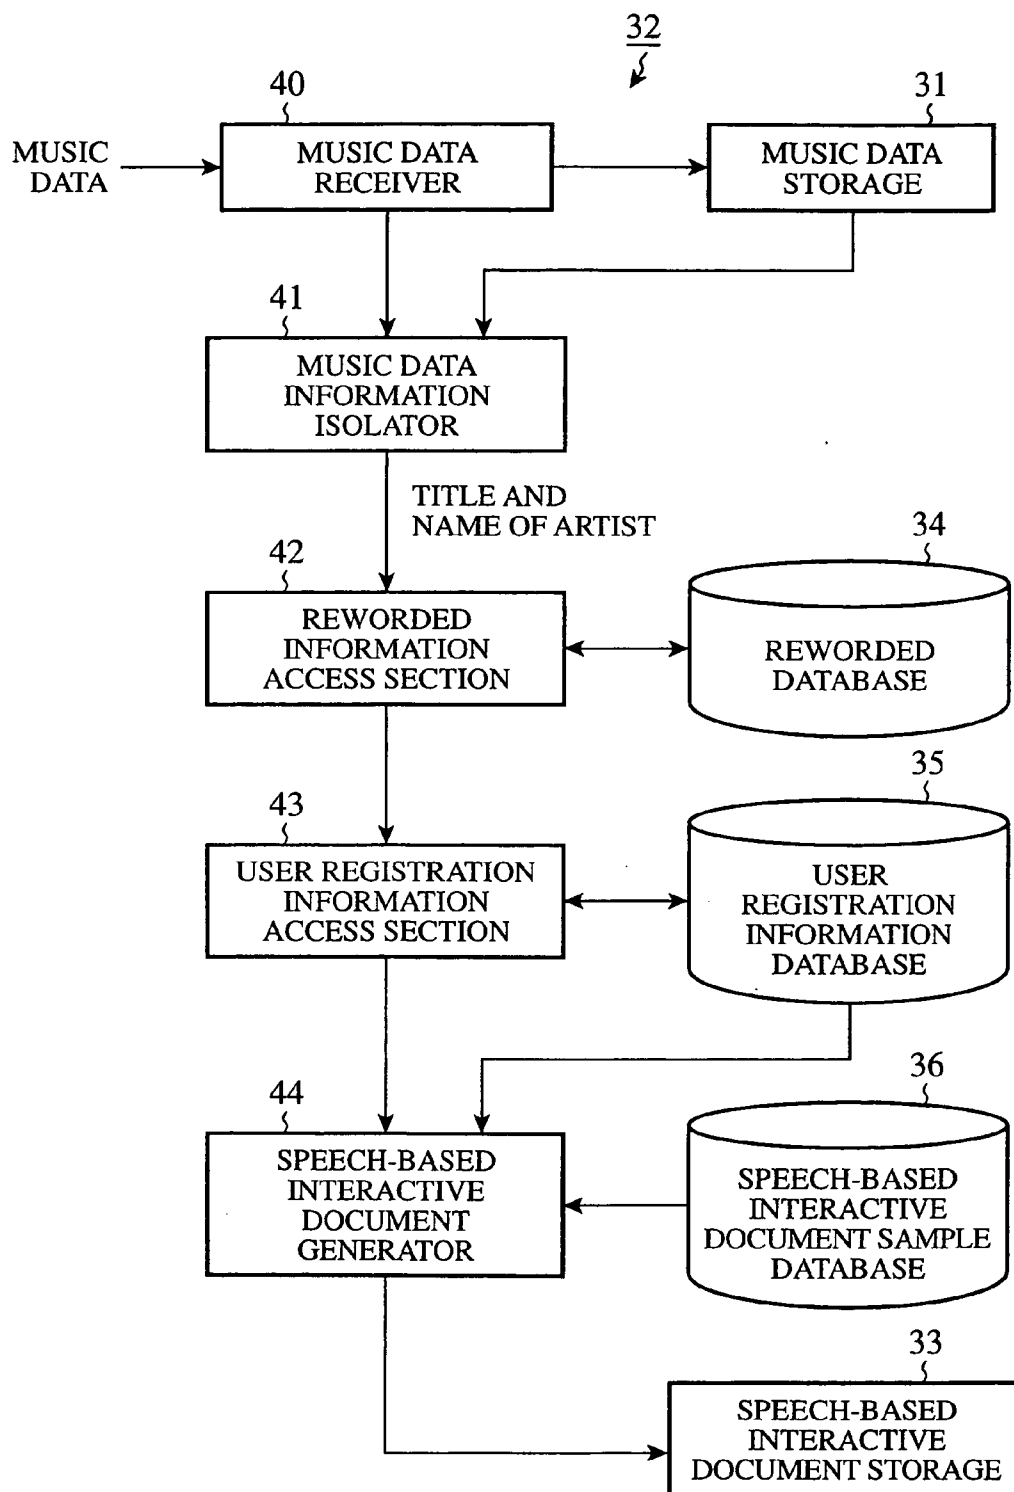 32
40
31
MUSIC
DATA
MUSIC DATA
RECEIVER
MUSIC DATA
STORAGE
41
MUSIC DATA
INFORMATION
ISOLATOR
TITLE AND
NAME OF ARTIST
42
34
REWORDED
INFORMATION
ACCESS SECTION
REWORDED
DATABASE
43
35
USER REGISTRATION
INFORMATION
ACCESS SECTION
USER
REGISTRATION
INFORMATION
DATABASE
44
36
SPEECH-BASED
INTERACTIVE
DOCUMENT
GENERATOR
SPEECH-BASED
INTERACTIVE
DOCUMENT SAMPLE
DATABASE
33
SPEECH-BASED
INTERACTIVE
DOCUMENT STORAGE